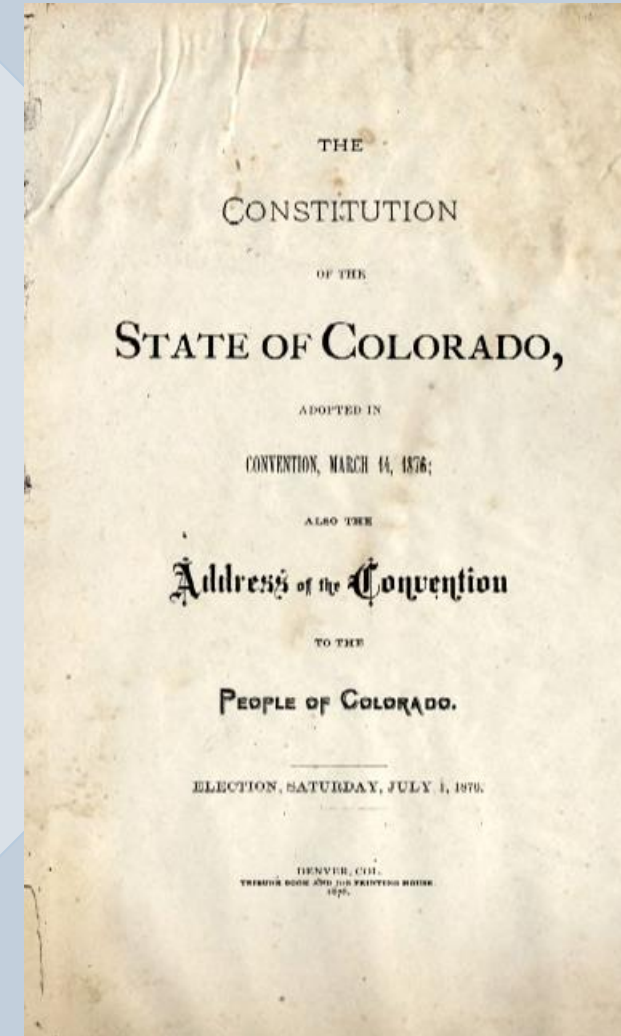 THE
CONSTITUTION
OF THE
STATE OF COLORADO,
ADOPTED IN
CONVENTION, MARCH 14, 1876;
ALSO THE
Address of the Convention
TO THE
PEOPLE OF COLORADO.
ELECTION, SATURDAY, JULY 1, 1876.
DENVER, COL.
TRIBUNE BOOK AND JOB PRINTING HOUSE.
1876.